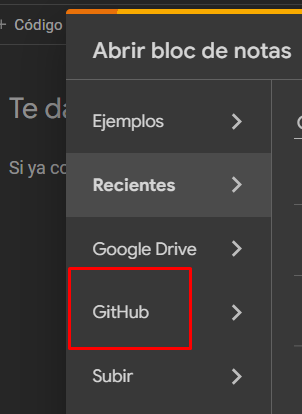 + Código
Abrir bloc de notas
Te da
Ejemplos
Si ya co
Recientes
Google Drive
GitHub
Subir